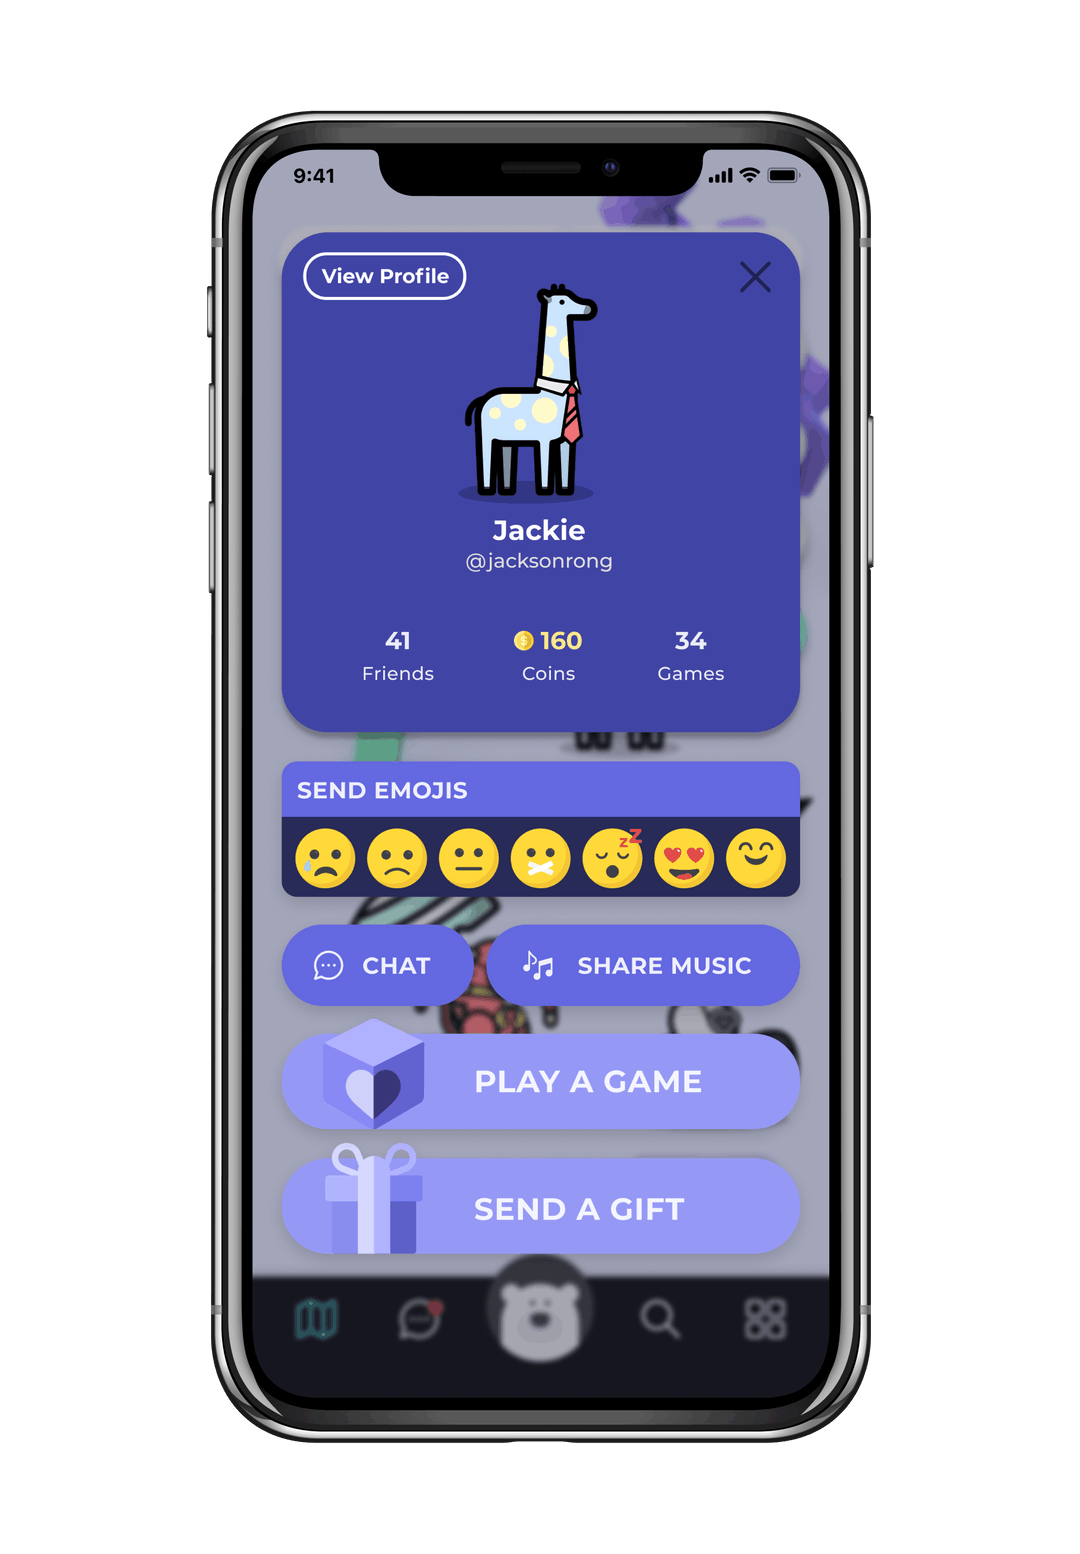 9:41
View Profile
Jackie
@jacksonrong
41 160 34
Friends Coins Games
SEND EMOJIS
CHAT SHARE MUSIC
PLAY A GAME
SEND A GIFT